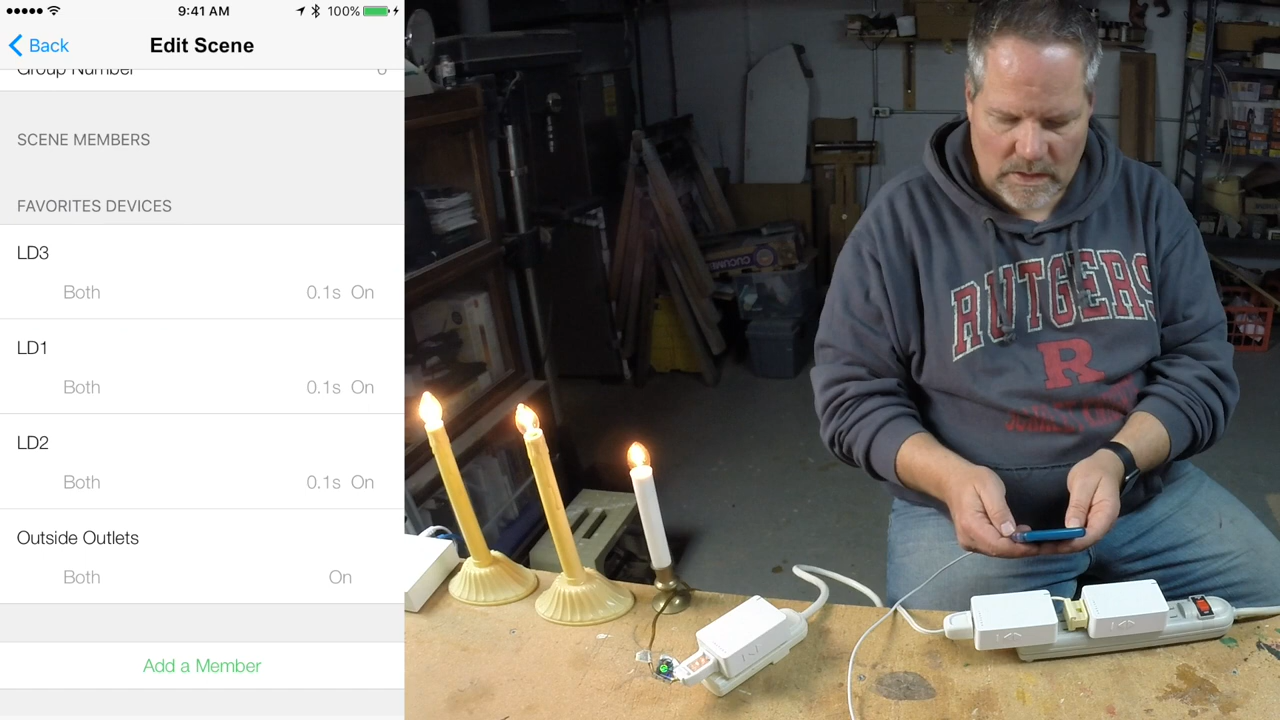 9:41 AM
100%
Back
Edit Scene
Group Number
SCENE MEMBERS
FAVORITES DEVICES
LD3
Both 0.1s On
LD1
Both 0.1s On
LD2
Both 0.1s On
Outside Outlets
Both On
Add a Member
RUTGERS
R